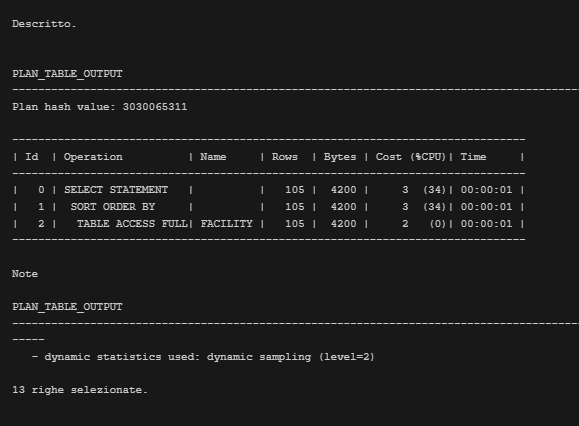 Descritto.
PLAN_TABLE_OUTPUT
--------------------------------------------------------------------------------
Plan hash value: 3030065311
-------------------------------------------------------------------------------
| Id  | Operation          | Name     | Rows  | Bytes | Cost (%CPU)| Time     |
-------------------------------------------------------------------------------
|   0 | SELECT STATEMENT   |          |   105 |  4200 |     3  (34)| 00:00:01 |
|   1 |  SORT ORDER BY     |          |   105 |  4200 |     3  (34)| 00:00:01 |
|   2 |   TABLE ACCESS FULL| FACILITY |   105 |  4200 |     2   (0)| 00:00:01 |
-------------------------------------------------------------------------------
Note
PLAN_TABLE_OUTPUT
--------------------------------------------------------------------------------
-----
   - dynamic statistics used: dynamic sampling (level=2)
13 righe selezionate.